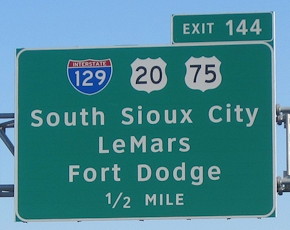 EXIT 144
INTERSTATE
129 20 75
South Sioux City
LeMars
Fort Dodge
1/2 MILE